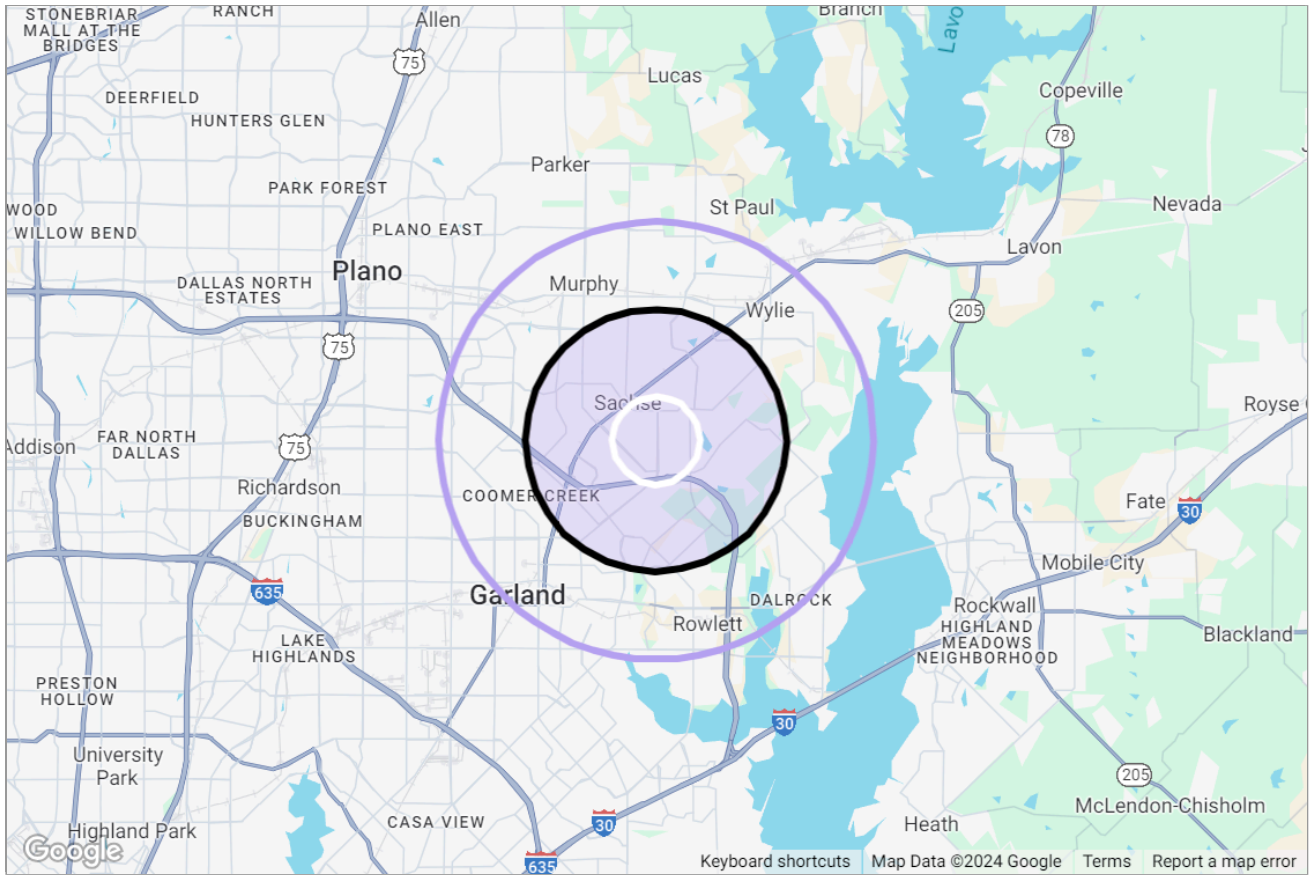 STONEBRIAR
MALL AT THE
BRIDGES
RANCH
Allen
Branch
Lavo
75
Lucas
Copeville
DEERFIELD
HUNTERS GLEN
78
Parker
PARK FOREST
St Paul
Nevada
WOOD
WILLOW BEND
PLANO EAST
Lavon
Plano
DALLAS NORTH
ESTATES
Murphy
Wylie
205
75
Sachse
Royse
Addison
FAR NORTH
DALLAS
75
Richardson
COOMER CREEK
Fate
30
BUCKINGHAM
Mobile City
635
Garland
DALROCK
Rockwall
Rowlett
HIGHLAND
MEADOWS
NEIGHBORHOOD
Blackland
LAKE
HIGHLANDS
PRESTON
HOLLOW
30
University
Park
205
McLendon-Chisholm
CASA VIEW
30
Heath
Highland Park
Google
635
Keyboard shortcuts
Map Data ©2024 Google
Terms
Report a map error